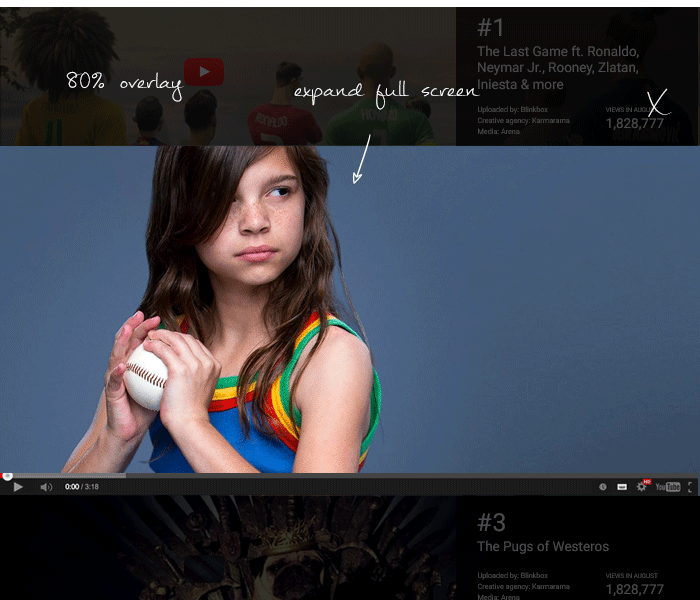 #1
The Last Game ft. Ronaldo,
Neymar Jr., Rooney, Zlatan,
Iniesta & more
80% overlay
expand full screen
X
Uploaded by: Blinkbox
Creative agency: Karmarama
Media: Arena
VIEWS IN AUGUST
1,828,777
RONALDO
0:00 / 3:18
HD
YouTube
#3
The Pugs of Westeros
Uploaded by: Blinkbox
Creative agency: Karmarama
Media: Arena
VIEWS IN AUGUST
1,828,777